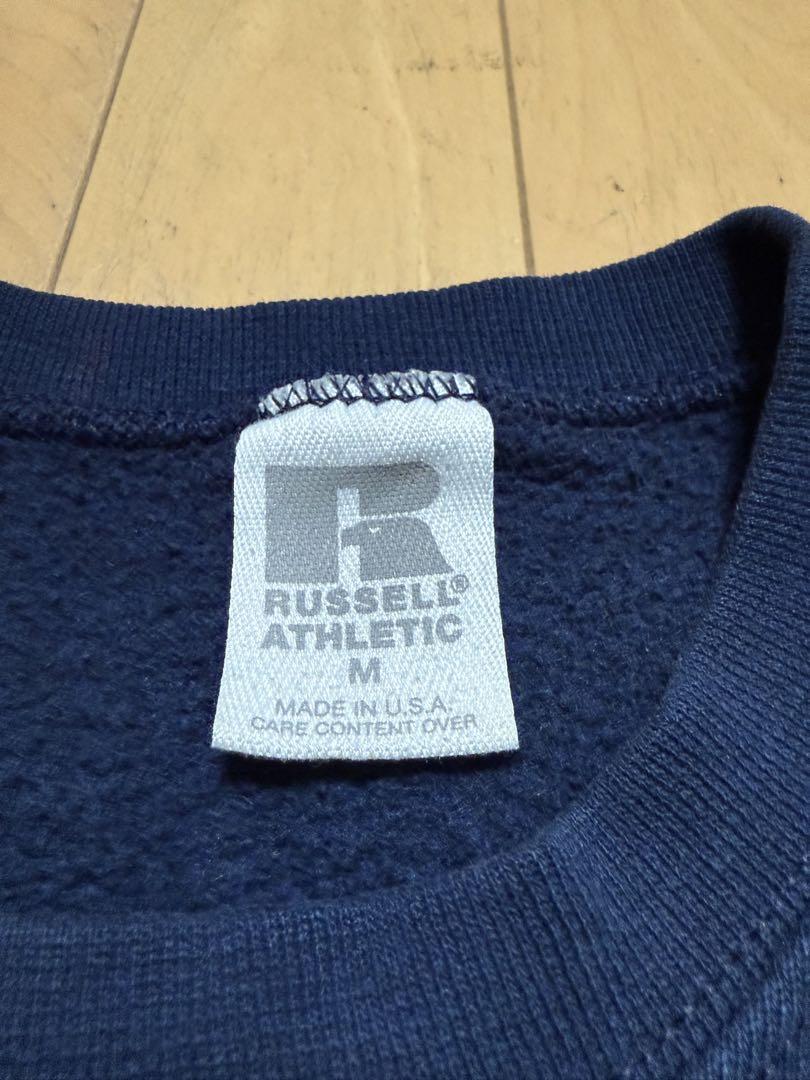 R
RUSSELL®
ATHLETIC
M
MADE IN U.S.A.
CARE CONTENT OVER